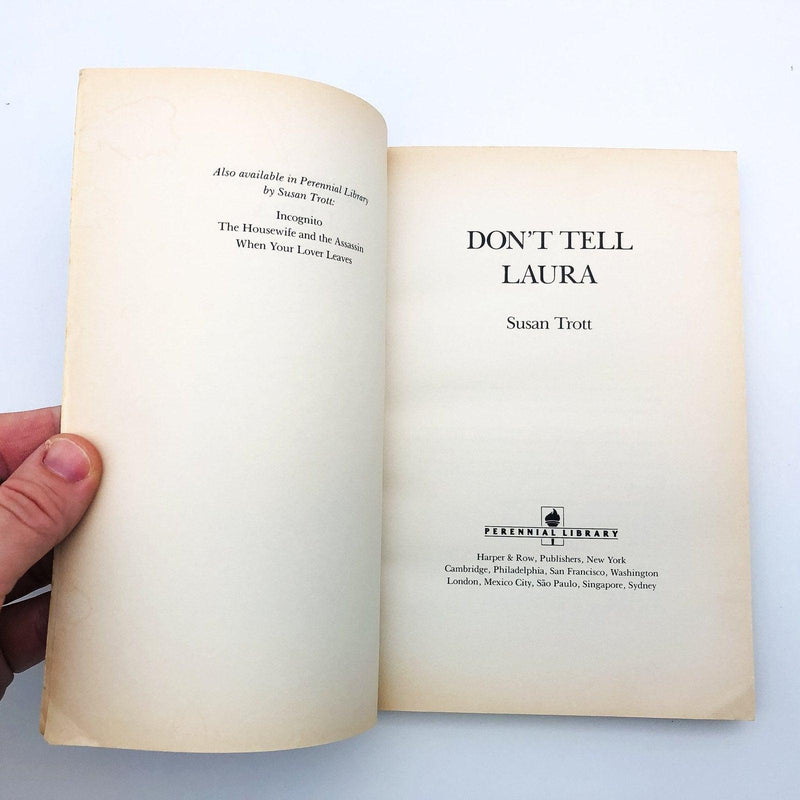 Also available in Perennial Library
by Susan Trott:
Incognito
The Housewife and the Assassin
When Your Lover Leaves
DON'T TELL
LAURA
Susan Trott
PERENNIAL LIBRARY
Harper & Row, Publishers, New York
Cambridge, Philadelphia, San Francisco, Washington
London, Mexico City, São Paulo, Singapore, Sydney